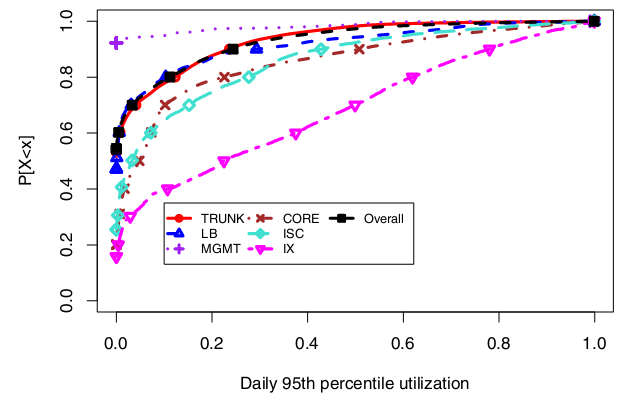 1.0
0.8
0.6
0.4
0.2
0.0
P[X<x]
TRUNK CORE Overall
LB ISC
MGMT IX
0.0 0.2 0.4 0.6 0.8 1.0
Daily 95th percentile utilization